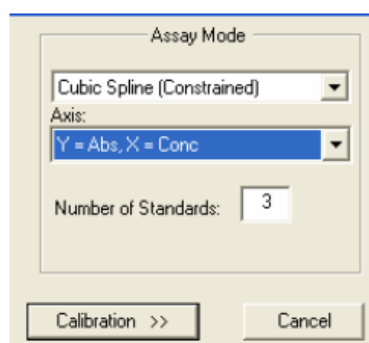 Assay Mode
Cubic Spline (Constrained)
Axis:
Y = Abs, X = Conc
Number of Standards: 3
Calibration >> Cancel